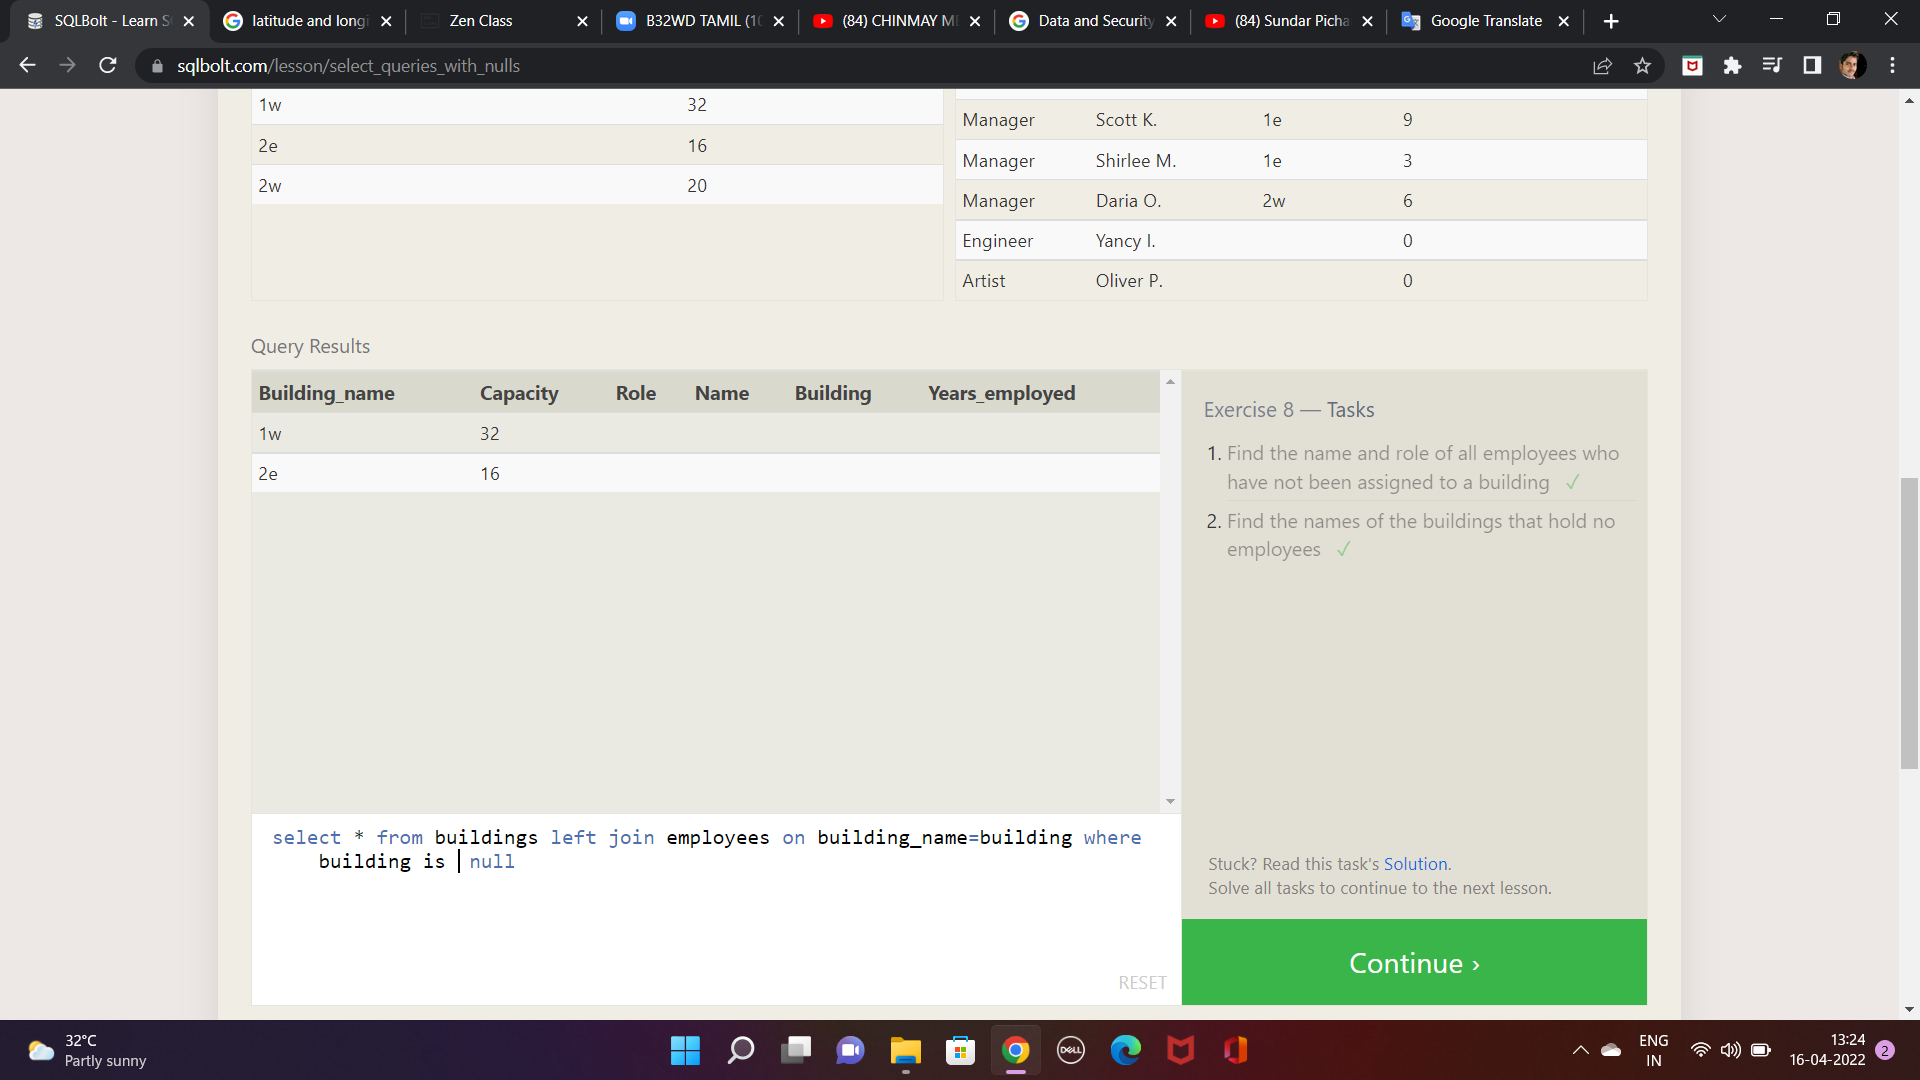 SQLBolt - Learn S
latitude and longi
Zen Class
B32WD TAMIL (10
(84) CHINMAY M
Data and Security
(84) Sundar Picha
Google Translate
sqlbolt.com/lesson/select_queries_with_nulls
1w 32
2e 16
2w 20
Manager Scott K. 1e 9
Manager Shirlee M. 1e 3
Manager Daria O. 2w 6
Engineer Yancy I. 0
Artist Oliver P. 0
Query Results
Building_name Capacity Role Name Building Years_employed
1w 32
2e 16
Exercise 8 — Tasks
1. Find the name and role of all employees who
have not been assigned to a building ✓
2. Find the names of the buildings that hold no
employees ✓
select * from buildings left join employees on building_name=building where
building is null
RESET
Stuck? Read this task's Solution.
Solve all tasks to continue to the next lesson.
Continue ›
32°C
Partly sunny
DELL
ENG
IN
13:24
16-04-2022
2